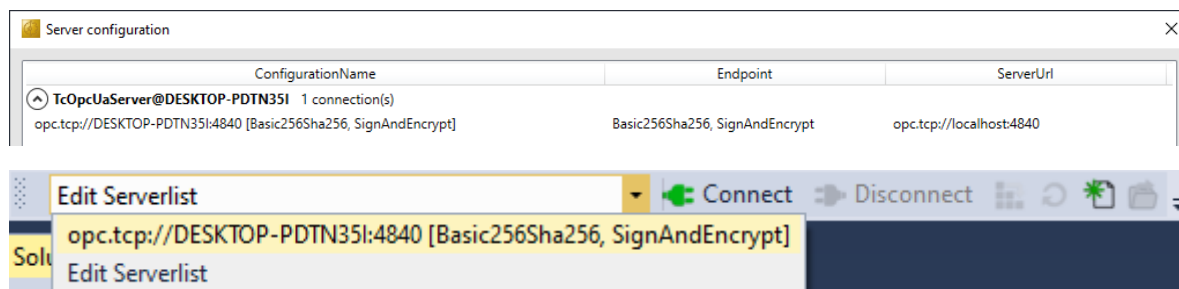 Server configuration
ConfigurationName Endpoint ServerUrl
TcOpcUaServer@DESKTOP-PDTN35I 1 connection(s)
opc.tcp://DESKTOP-PDTN35I:4840 [Basic256Sha256, SignAndEncrypt] Basic256Sha256, SignAndEncrypt opc.tcp://localhost:4840
Edit Serverlist Connect Disconnect
opc.tcp://DESKTOP-PDTN35I:4840 [Basic256Sha256, SignAndEncrypt]
Solu
Edit Serverlist